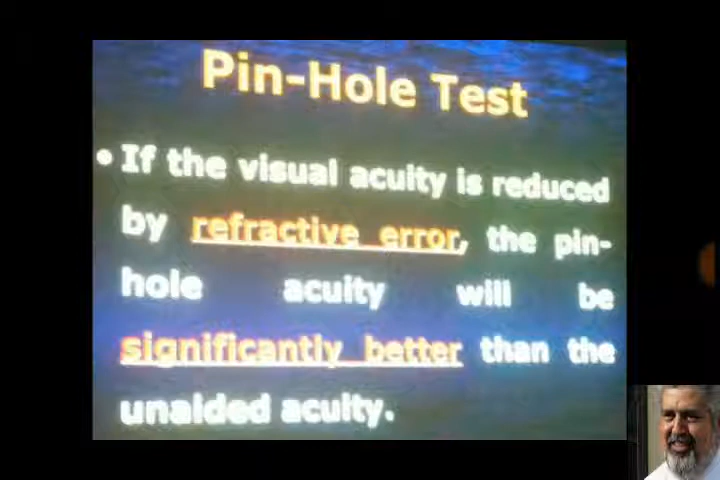 Pin-Hole Test
• If the visual acuity is reduced
by refractive error, the pin-
hole acuity will be
significantly better than the
unaided acuity.